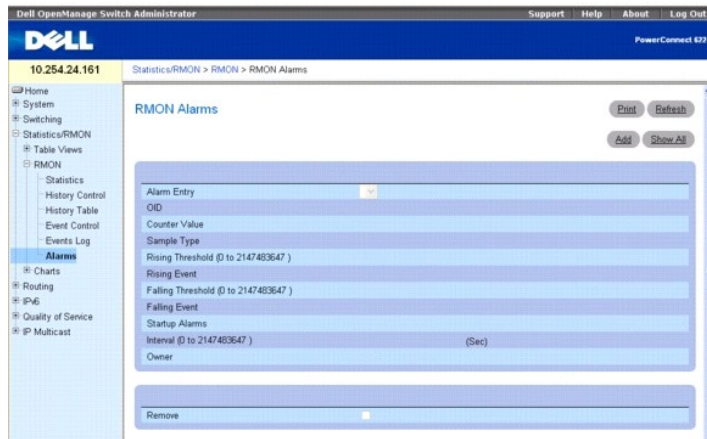 Dell OpenManage Switch Administrator
Support Help About Log Out
DELL
PowerConnect 622
10.254.24.161
Statistics/RMON > RMON > RMON Alarms
Home
System
Switching
Statistics/RMON
Table Views
RMON
Statistics
History Control
History Table
Event Control
Events Log
Alarms
Charts
Routing
IPv6
Quality of Service
IP Multicast
RMON Alarms
Print Refresh
Add Show All
Alarm Entry
OID
Counter Value
Sample Type
Rising Threshold (0 to 2147483647 )
Rising Event
Falling Threshold (0 to 2147483647 )
Falling Event
Startup Alarms
Interval (0 to 2147483647 ) (Sec)
Owner
Remove